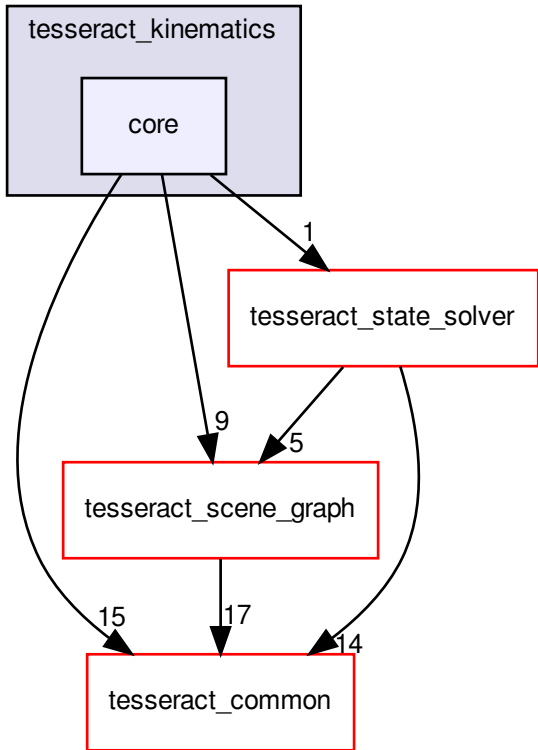 tesseract_kinematics
core
1
tesseract_state_solver
9
5
tesseract_scene_graph
15
17
14
tesseract_common